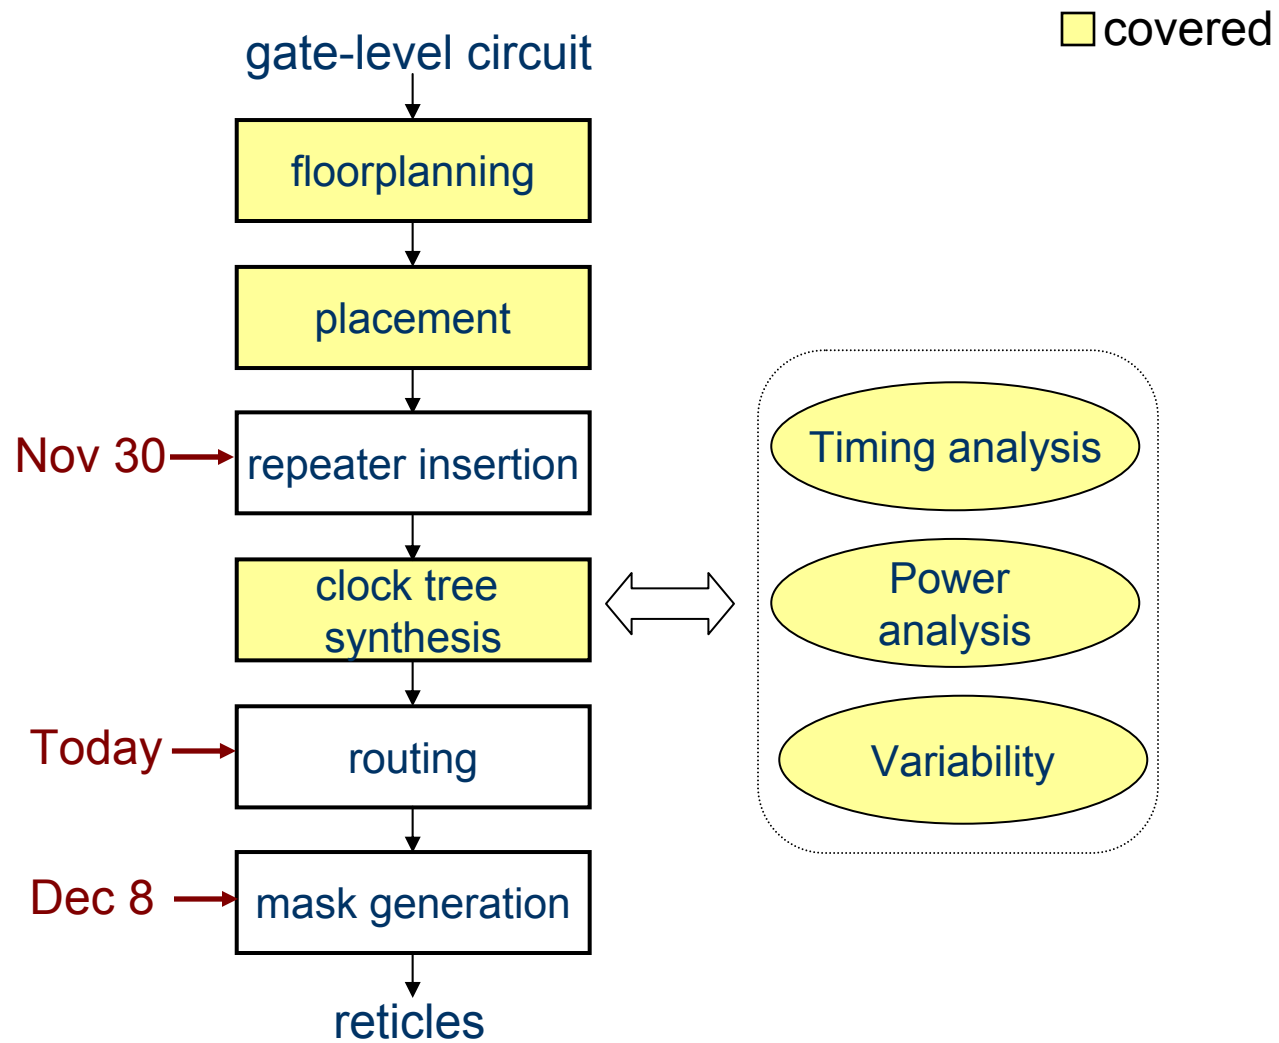 covered
gate-level circuit
floorplanning
placement
Nov 30
repeater insertion
clock tree
synthesis
Today
routing
Dec 8
mask generation
reticles
Timing analysis
Power
analysis
Variability